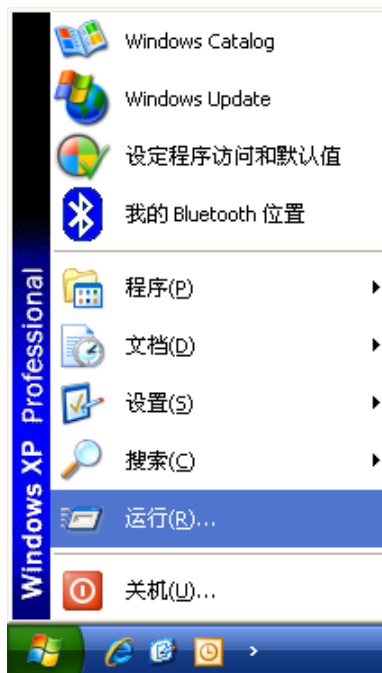 Windows Catalog
Windows Update
设定程序访问和默认值
我的 Bluetooth 位置
程序(P)
文档(D)
设置(S)
搜索(C)
运行(R)...
关机(U)...
Windows XP Professional